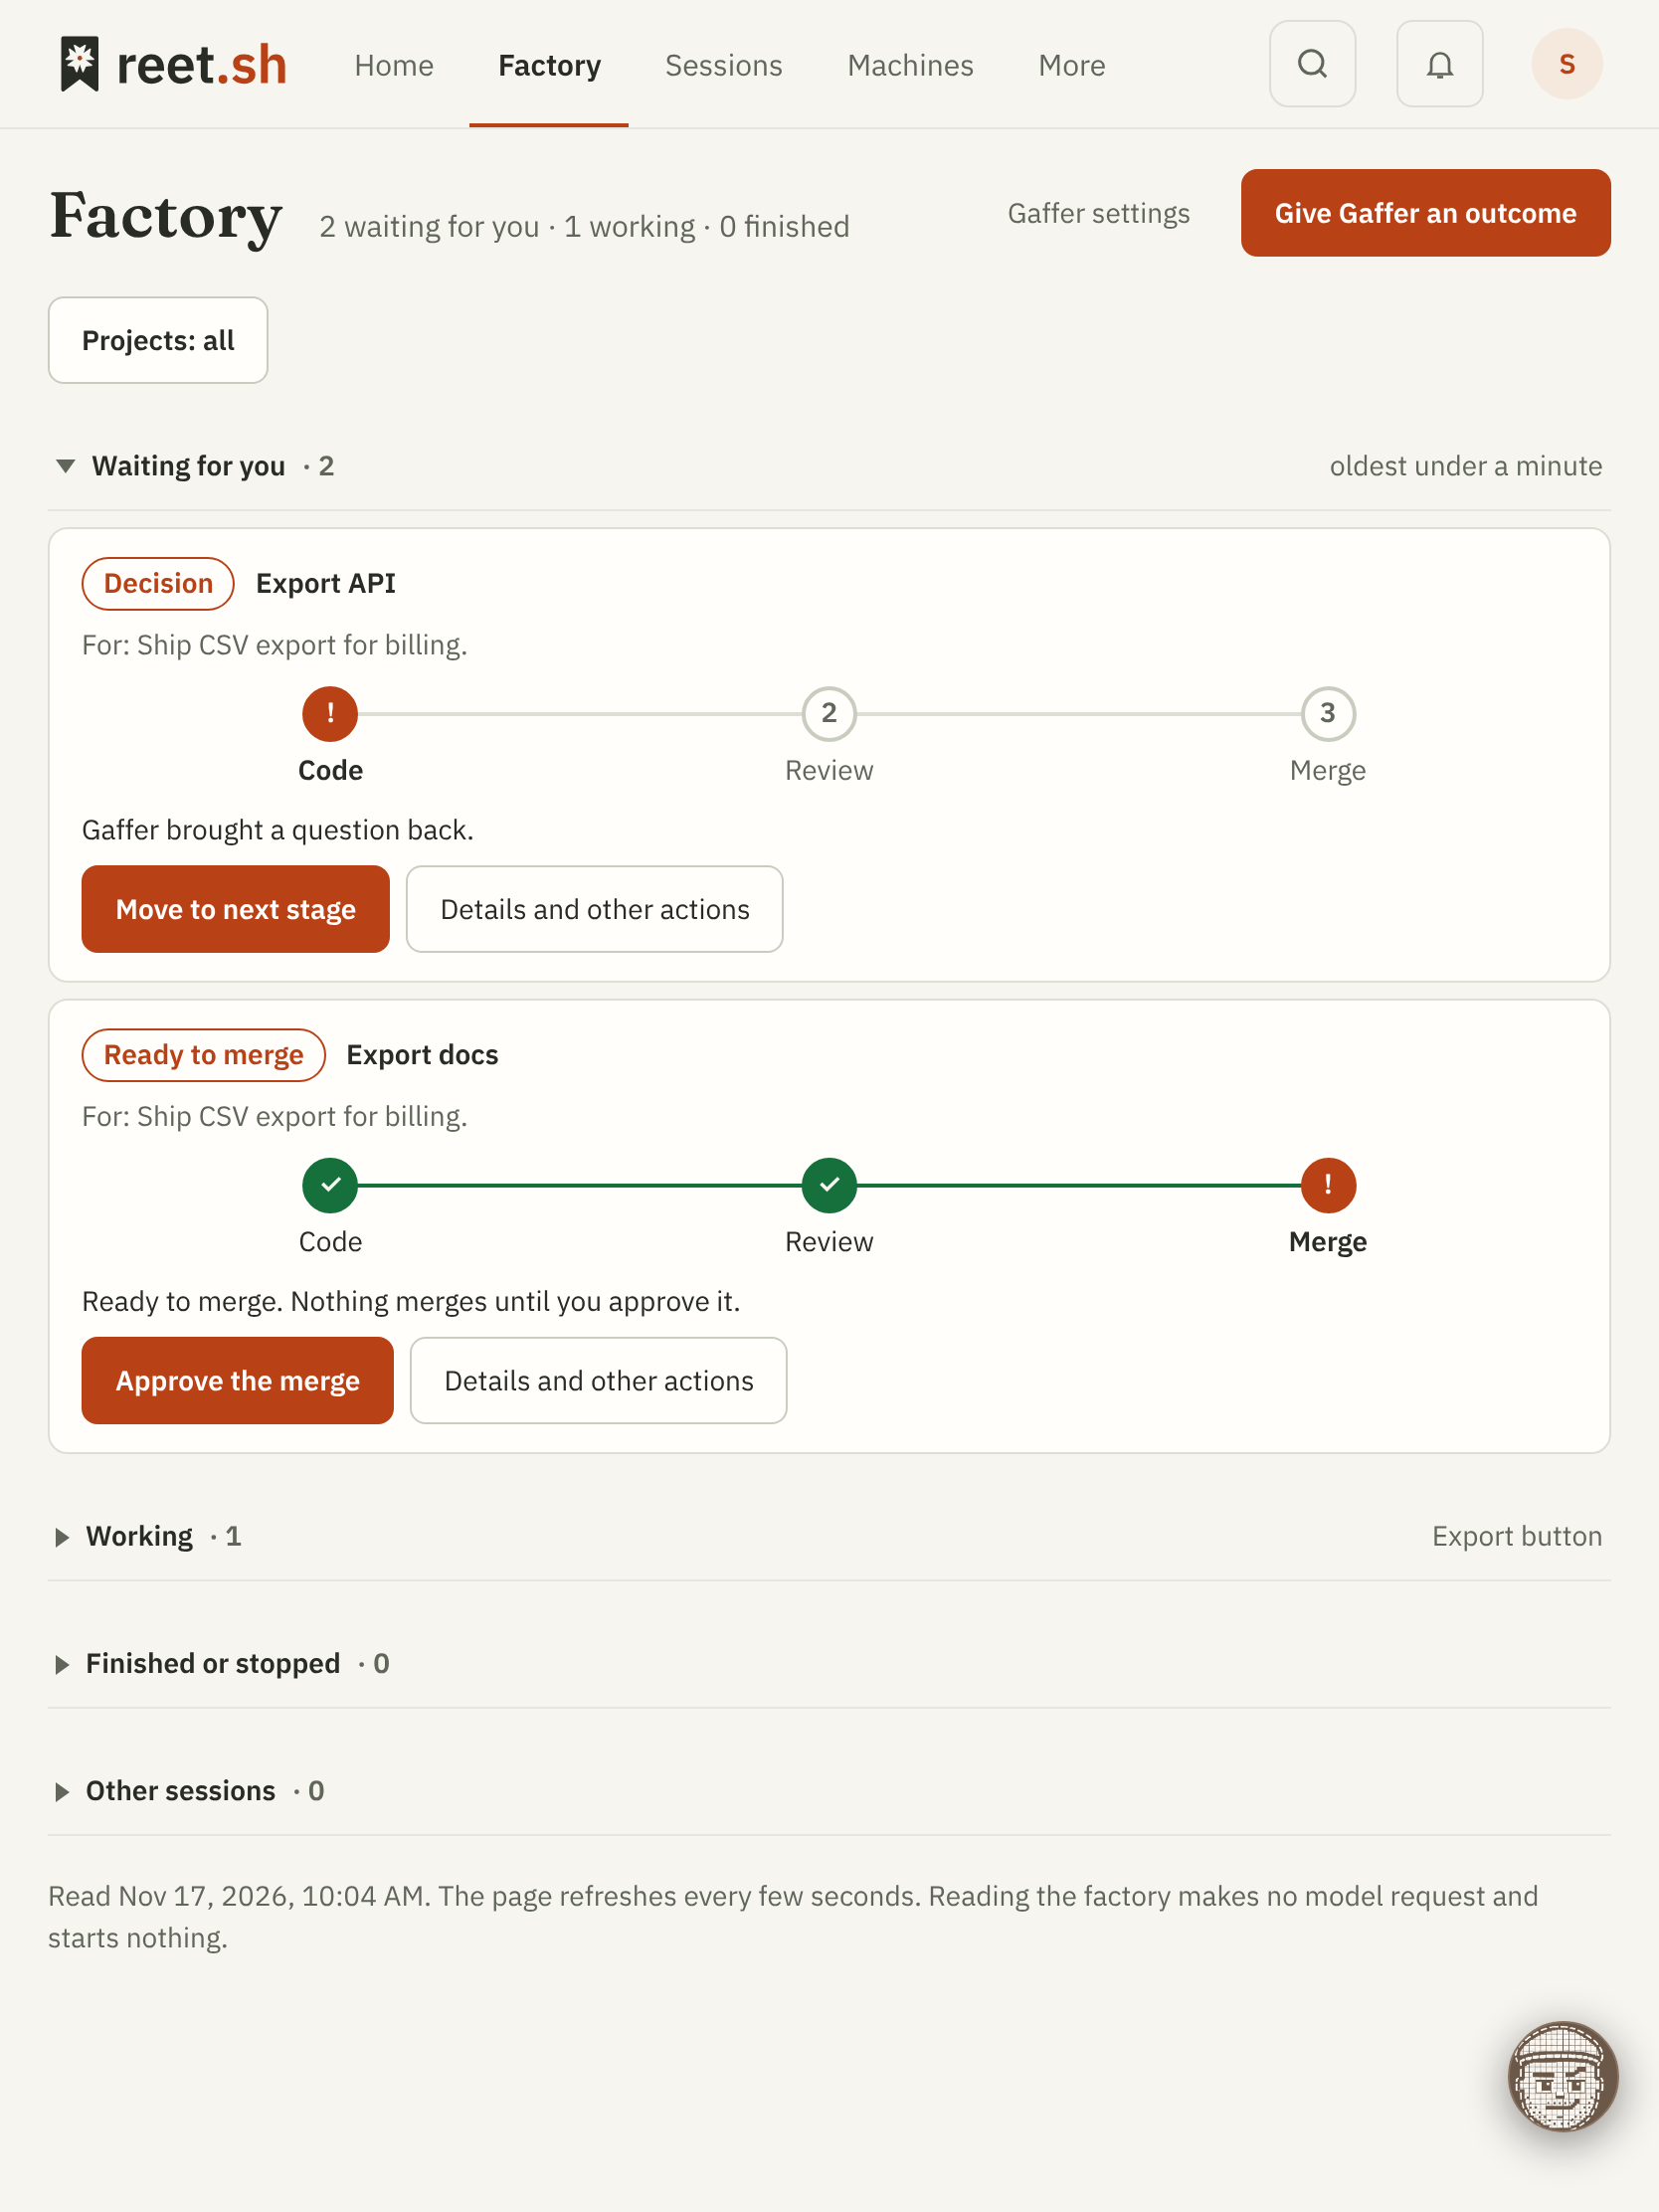 reet.sh Home Factory Sessions Machines More S
Factory 2 waiting for you · 1 working · 0 finished Gaffer settings Give Gaffer an outcome
Projects: all
Waiting for you · 2 oldest under a minute
Decision Export API
For: Ship CSV export for billing.
! 2 3
Code Review Merge
Gaffer brought a question back.
Move to next stage Details and other actions
Ready to merge Export docs
For: Ship CSV export for billing.
!
Code Review Merge
Ready to merge. Nothing merges until you approve it.
Approve the merge Details and other actions
Working · 1 Export button
Finished or stopped · 0
Other sessions · 0
Read Nov 17, 2026, 10:04 AM. The page refreshes every few seconds. Reading the factory makes no model request and
starts nothing.